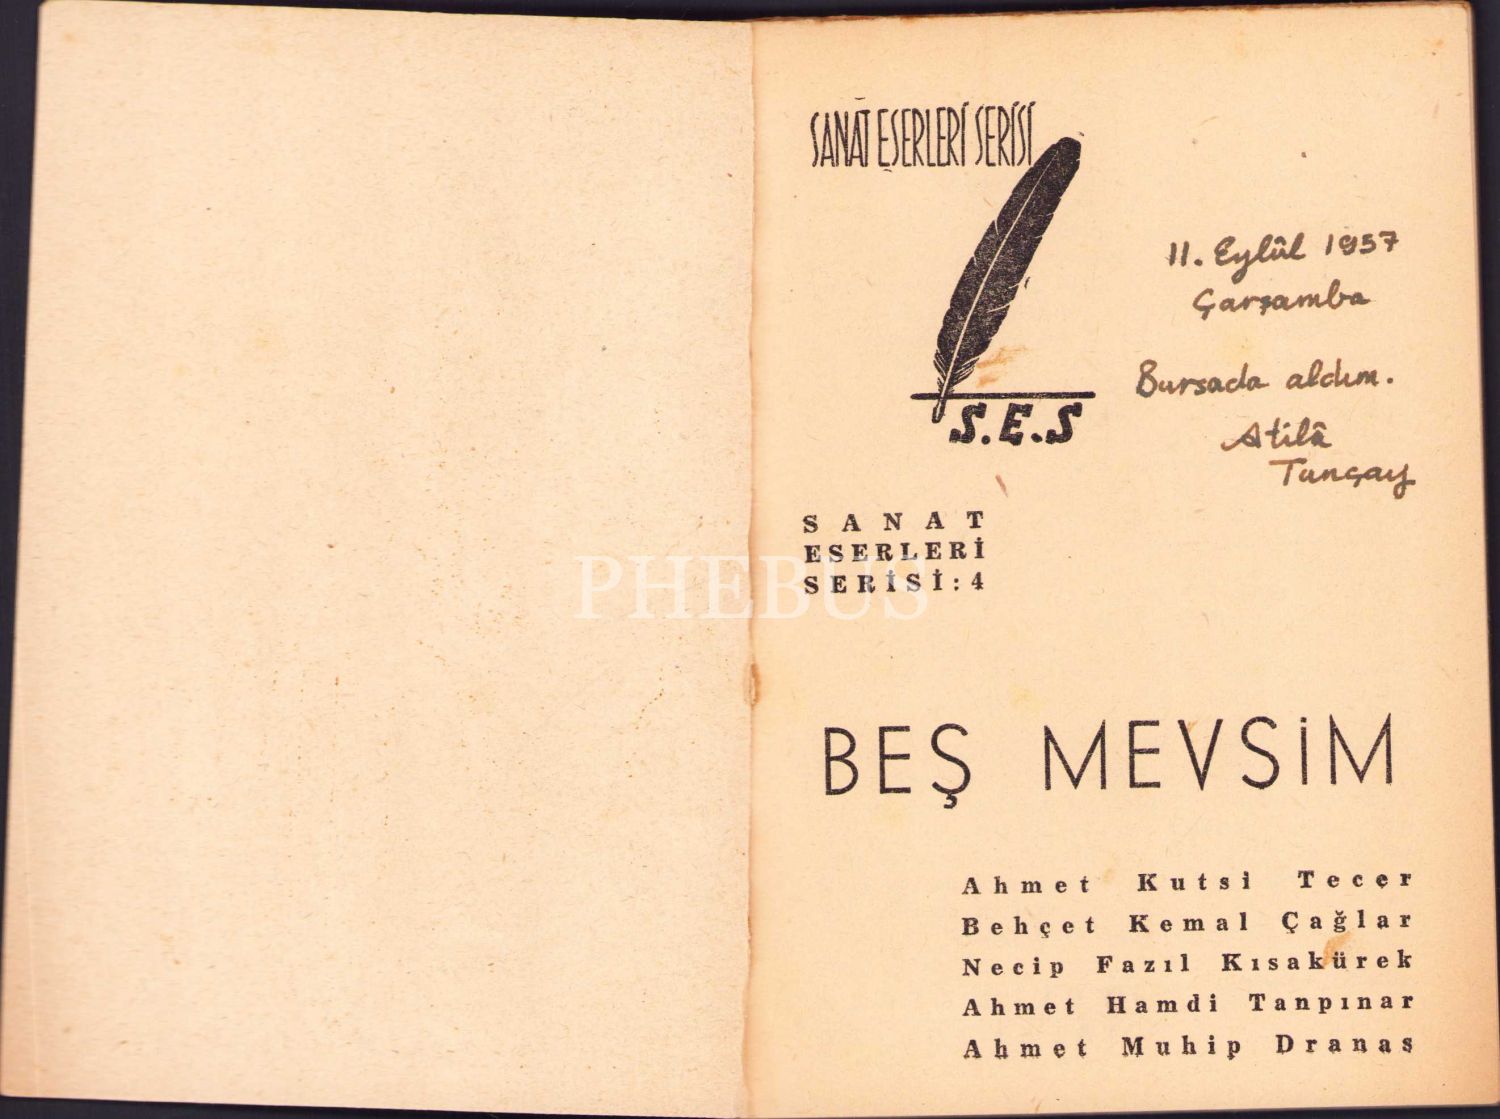 SANAT ESERLERİ SERİSİ
11. Eylûl 1957
Çarşamba
Bursada aldım.
Atilâ
Tunçay
S.E.S
SANAT
ESERLERİ
SERİSİ: 4
PHEBUS
BEŞ MEVSİM
Ahmet Kutsi Tecer
Behçet Kemal Çağlar
Necip Fazıl Kısakürek
Ahmet Hamdi Tanpınar
Ahmet Muhip Dranas